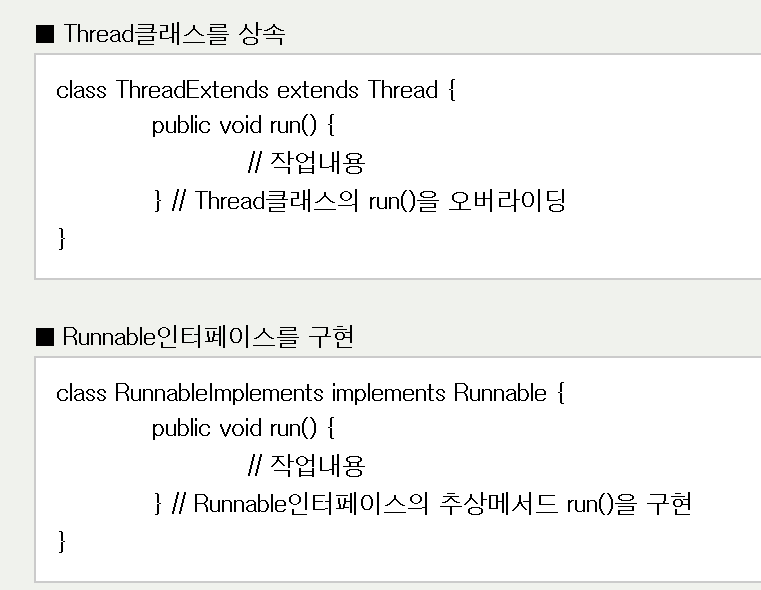 ■ Thread클래스를 상속
class ThreadExtends extends Thread {
public void run() {
// 작업내용
} // Thread클래스의 run()을 오버라이딩
}
■ Runnable인터페이스를 구현
class RunnableImplements implements Runnable {
public void run() {
// 작업내용
} // Runnable인터페이스의 추상메서드 run()을 구현
}